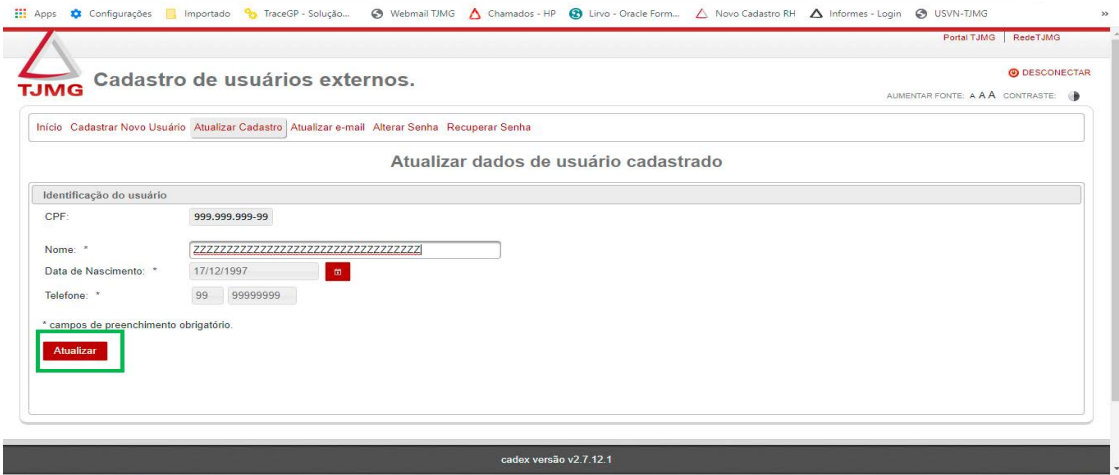 Apps Configurações Importado TraceGP - Solução... Webmail TJMG Chamados - HP Lirvo - Oracle Form... Novo Cadastro RH Informes - Login USVN-TJMG »
Portal TJMG RedeTJMG
TJMG Cadastro de usuários externos.
DESCONECTAR
AUMENTAR FONTE: A A A CONTRASTE:
Início Cadastrar Novo Usuário Atualizar Cadastro Atualizar e-mail Alterar Senha Recuperar Senha
Atualizar dados de usuário cadastrado
Identificação do usuário
CPF: 999.999.999-99
Nome: * ZZZZZZZZZZZZZZZZZZZZZZZZZZZZZZZZZZ
Data de Nascimento: * 17/12/1997
Telefone: * 99 99999999
* campos de preenchimento obrigatório.
Atualizar
cadex versão v2.7.12.1